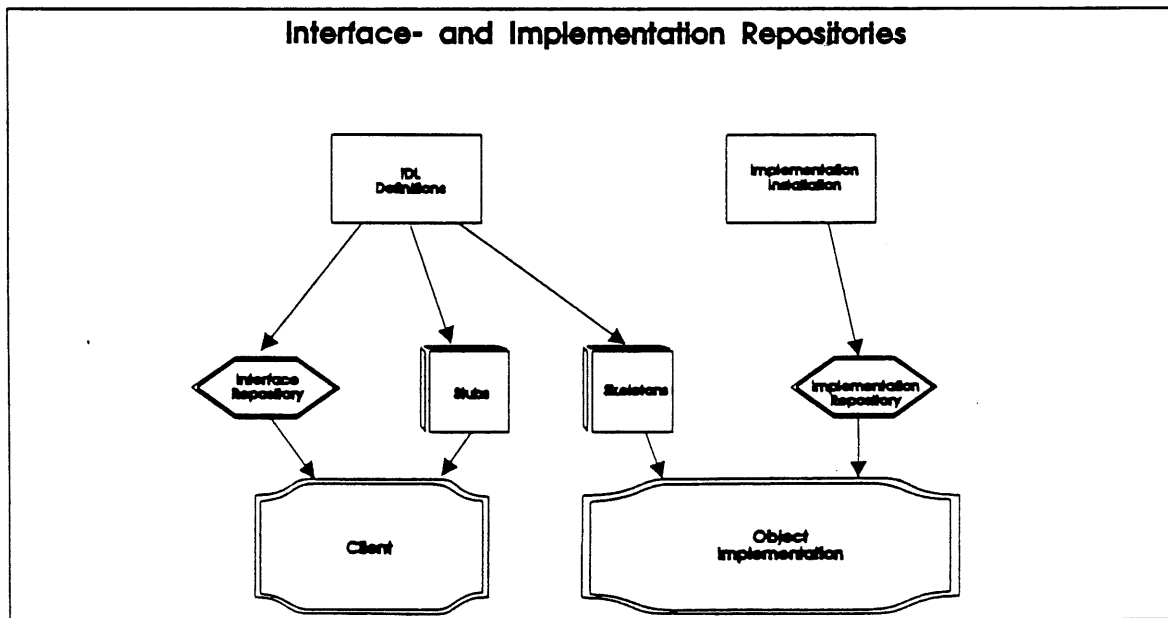 Interface- and Implementation Repositories
IDL
Definitions
Implementation
Installation
Interface
Repository
Stubs
Skeletons
Implementation
Repository
Client
Object
Implementation